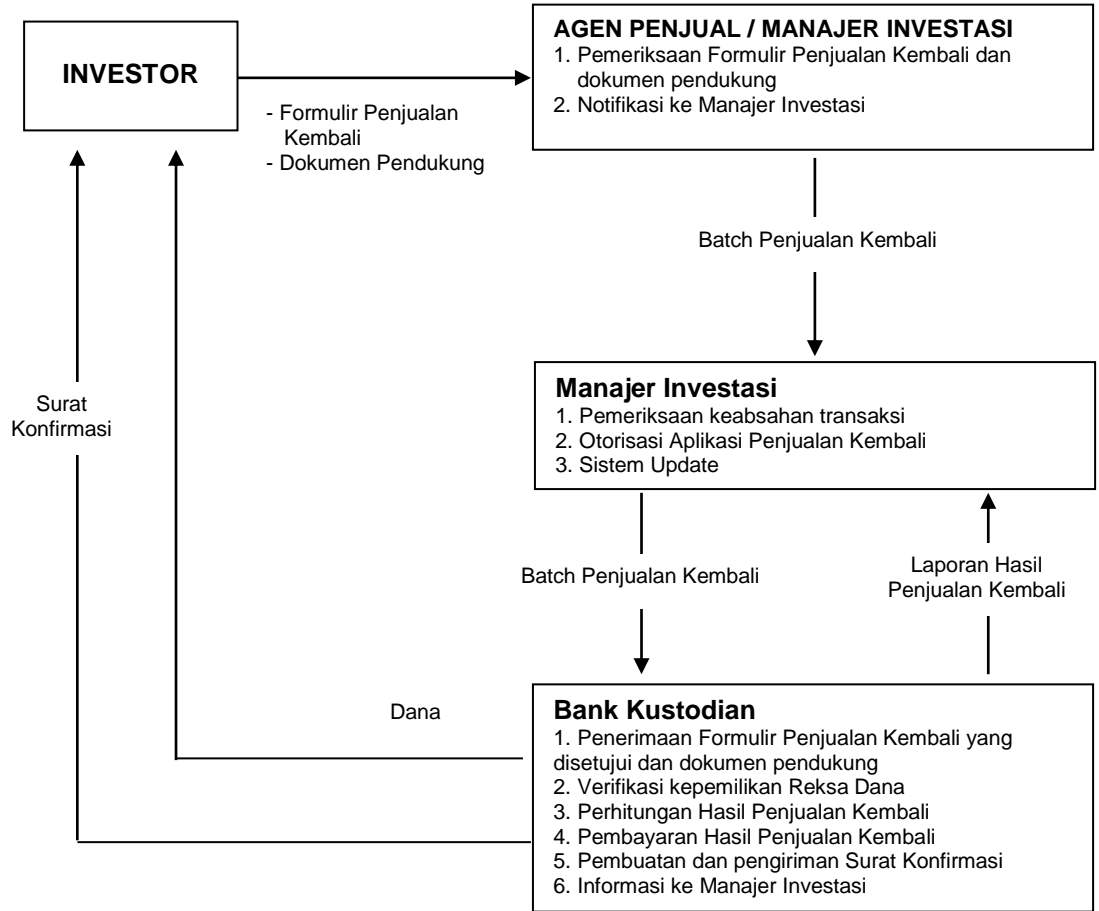 INVESTOR
AGEN PENJUAL / MANAJER INVESTASI
1. Pemeriksaan Formulir Penjualan Kembali dan
dokumen pendukung
2. Notifikasi ke Manajer Investasi
- Formulir Penjualan
Kembali
- Dokumen Pendukung
Batch Penjualan Kembali
Manajer Investasi
1. Pemeriksaan keabsahan transaksi
2. Otorisasi Aplikasi Penjualan Kembali
3. Sistem Update
Surat
Konfirmasi
Batch Penjualan Kembali
Laporan Hasil
Penjualan Kembali
Dana
Bank Kustodian
1. Penerimaan Formulir Penjualan Kembali yang
disetujui dan dokumen pendukung
2. Verifikasi kepemilikan Reksa Dana
3. Perhitungan Hasil Penjualan Kembali
4. Pembayaran Hasil Penjualan Kembali
5. Pembuatan dan pengiriman Surat Konfirmasi
6. Informasi ke Manajer Investasi